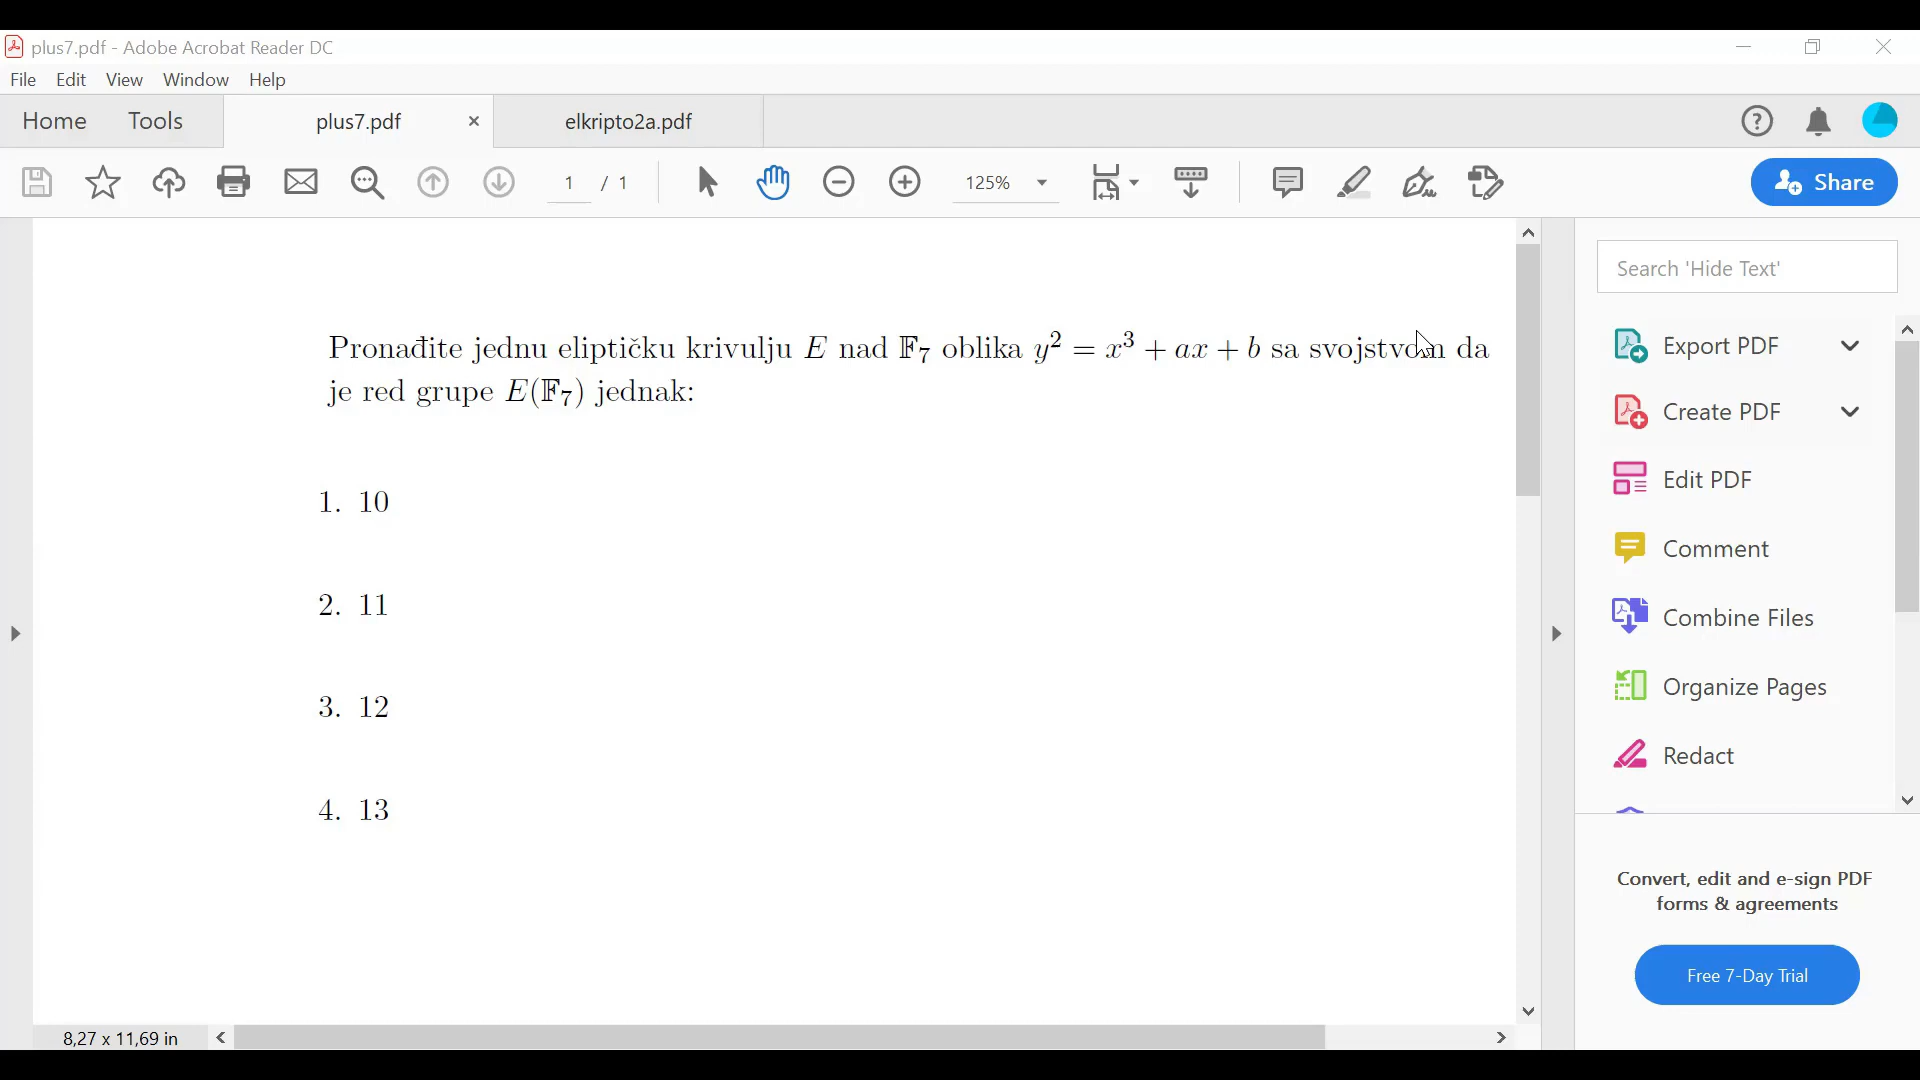 plus7.pdf - Adobe Acrobat Reader DC
File Edit View Window Help
Home Tools plus7.pdf × elkripto2a.pdf
1 / 1 125% Share
Search 'Hide Text'
Pronađite jednu eliptičku krivulju E nad 𝔽₇ oblika y² = x³ + ax + b sa svojstvom da
je red grupe E(𝔽₇) jednak:
1. 10
2. 11
3. 12
4. 13
Export PDF
Create PDF
Edit PDF
Comment
Combine Files
Organize Pages
Redact
Convert, edit and e-sign PDF
forms & agreements
Free 7-Day Trial
8,27 x 11,69 in